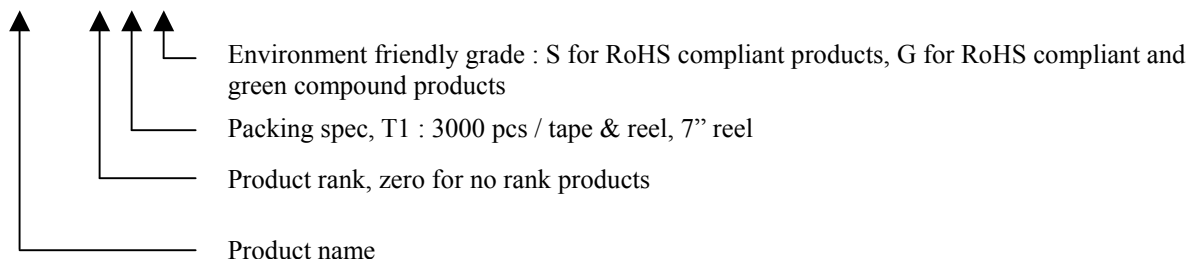 Environment friendly grade : S for RoHS compliant products, G for RoHS compliant and
green compound products
Packing spec, T1 : 3000 pcs / tape & reel, 7” reel
Product rank, zero for no rank products
Product name